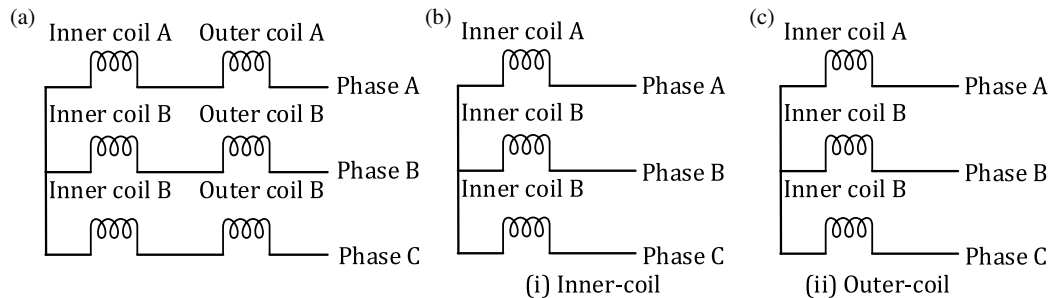 (a)
Inner coil A Outer coil A
Phase A
Inner coil B Outer coil B
Phase B
Inner coil B Outer coil B
Phase C
(b)
Inner coil A
Phase A
Inner coil B
Phase B
Inner coil B
Phase C
(i) Inner-coil
(c)
Inner coil A
Phase A
Inner coil B
Phase B
Inner coil B
Phase C
(ii) Outer-coil